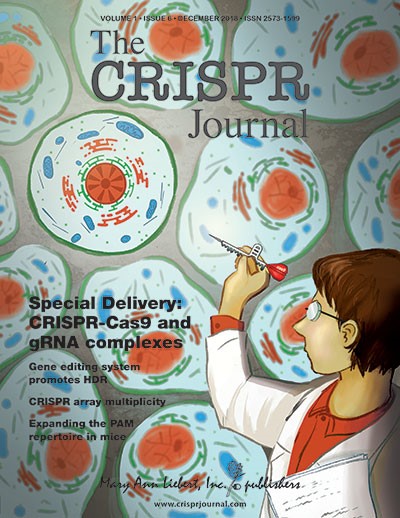 VOLUME 1 • ISSUE 6 • DECEMBER 2018 • ISSN 2573-1599
The
CRISPR
Journal
Special Delivery:
CRISPR-Cas9 and
gRNA complexes
Gene editing system
promotes HDR
CRISPR array multiplicity
Expanding the PAM
repertoire in mice
Mary Ann Liebert, Inc. publishers
www.crisprjournal.com